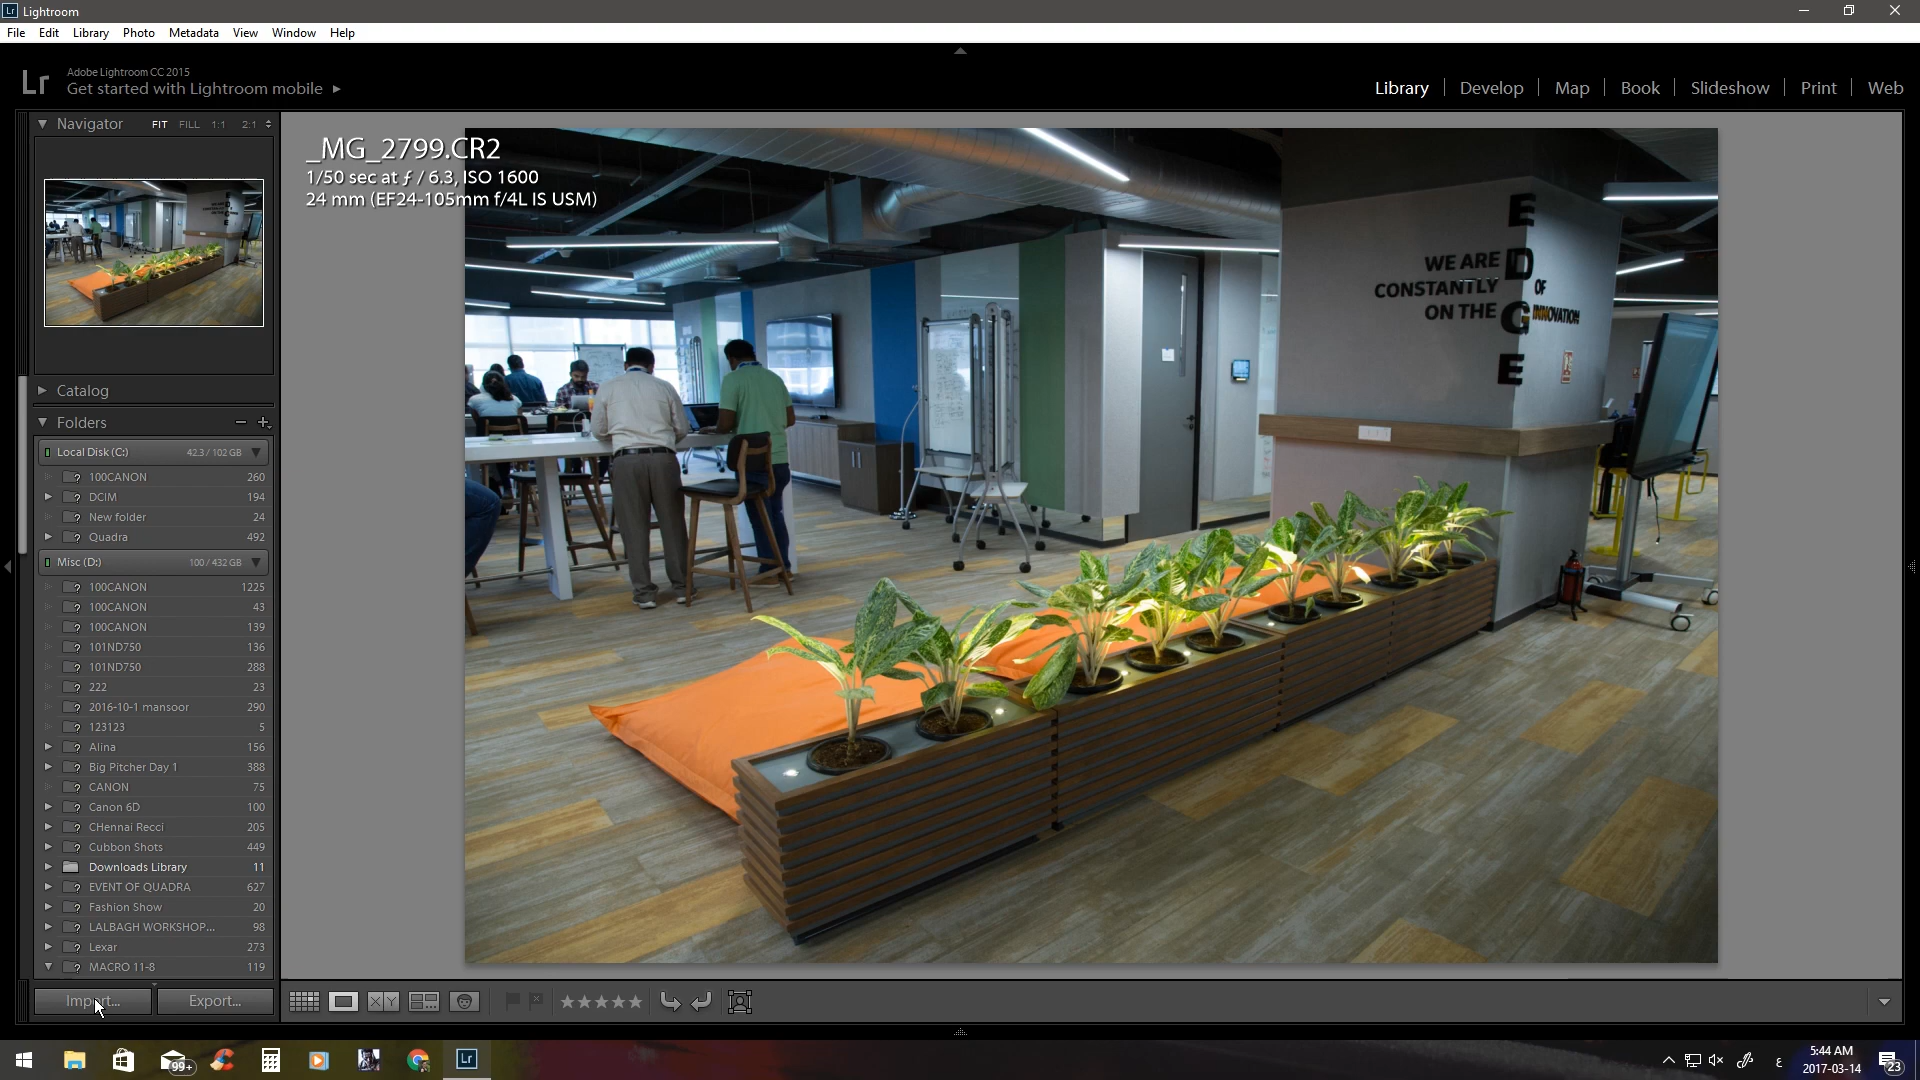 Lr Lightroom
File Edit Library Photo Metadata View Window Help
Lr
Adobe Lightroom CC 2015
Get started with Lightroom mobile
Library Develop Map Book Slideshow Print Web
Navigator FIT FILL 1:1 2:1
_MG_2799.CR2
1/50 sec at ƒ / 6.3, ISO 1600
24 mm (EF24-105mm f/4L IS USM)
WE ARE
CONSTANTLY
ON THE
EDGE
OF
INNOVATION
Catalog
Folders
Local Disk (C:) 42.3 / 102 GB
100CANON 260
DCIM 194
New folder 24
Quadra 492
Misc (D:) 100 / 432 GB
100CANON 1225
100CANON 43
100CANON 139
101ND750 136
101ND750 288
222 23
2016-10-1 mansoor 290
123123 5
Alina 156
Big Pitcher Day 1 388
CANON 75
Canon 6D 100
CHennai Recci 205
Cubbon Shots 449
Downloads Library 11
EVENT OF QUADRA 627
Fashion Show 20
LALBAGH WORKSHOP... 98
Lexar 273
MACRO 11-8 119
Import... Export...
X Y
99+
Lr
ع
5:44 AM
2017-03-14
23